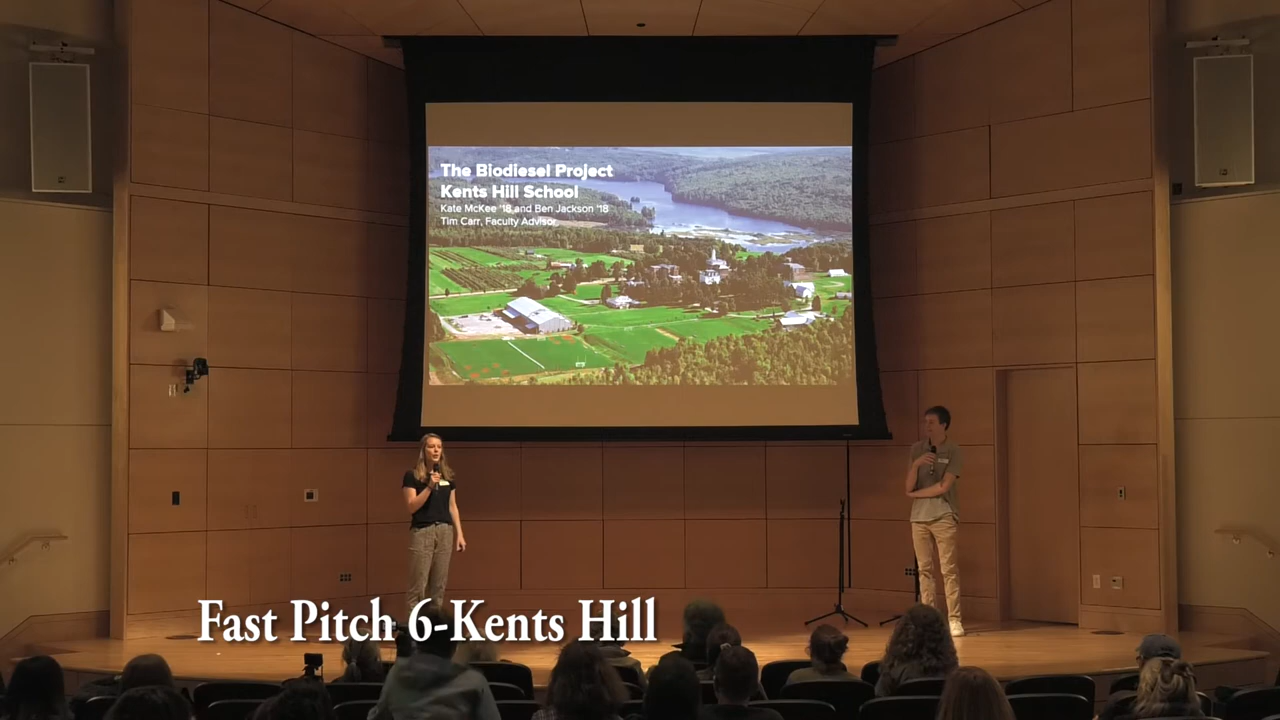 The Biodiesel Project
Kents Hill School
Kate McKee '18 and Ben Jackson '18
Tim Carr, Faculty Advisor
Fast Pitch 6-Kents Hill